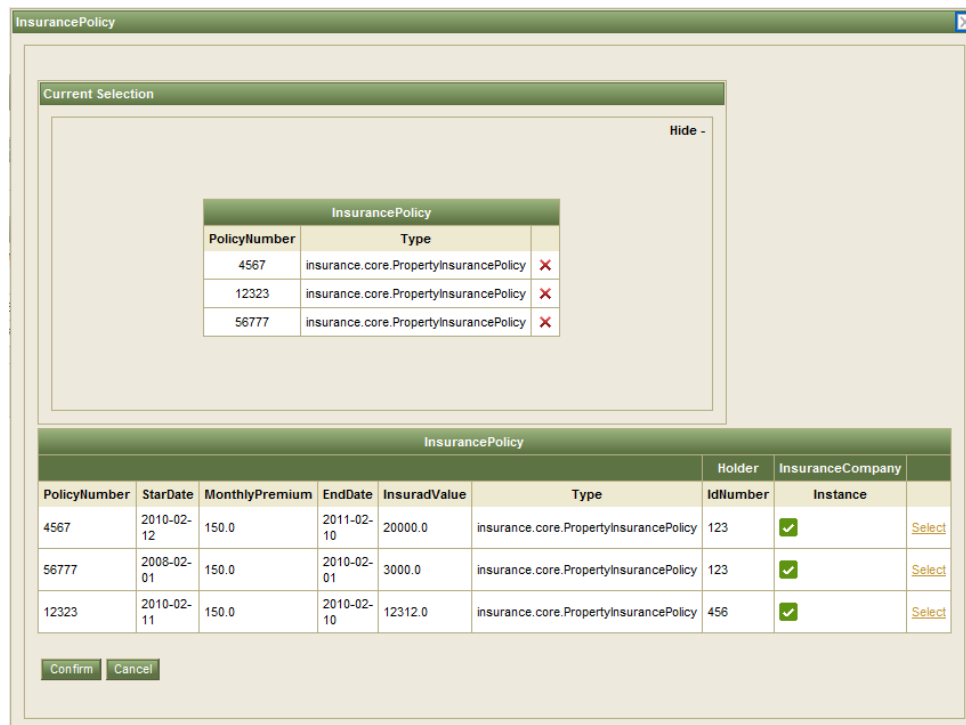 InsurancePolicy
Current Selection
Hide -
InsurancePolicy
PolicyNumber Type
4567 insurance.core.PropertyInsurancePolicy
12323 insurance.core.PropertyInsurancePolicy
56777 insurance.core.PropertyInsurancePolicy
InsurancePolicy
Holder InsuranceCompany
PolicyNumber StarDate MonthlyPremium EndDate InsuradValue Type IdNumber Instance
4567 2010-02-12 150.0 2011-02-10 20000.0 insurance.core.PropertyInsurancePolicy 123 Select
56777 2008-02-01 150.0 2010-02-01 3000.0 insurance.core.PropertyInsurancePolicy 123 Select
12323 2010-02-11 150.0 2010-02-10 12312.0 insurance.core.PropertyInsurancePolicy 456 Select
Confirm Cancel